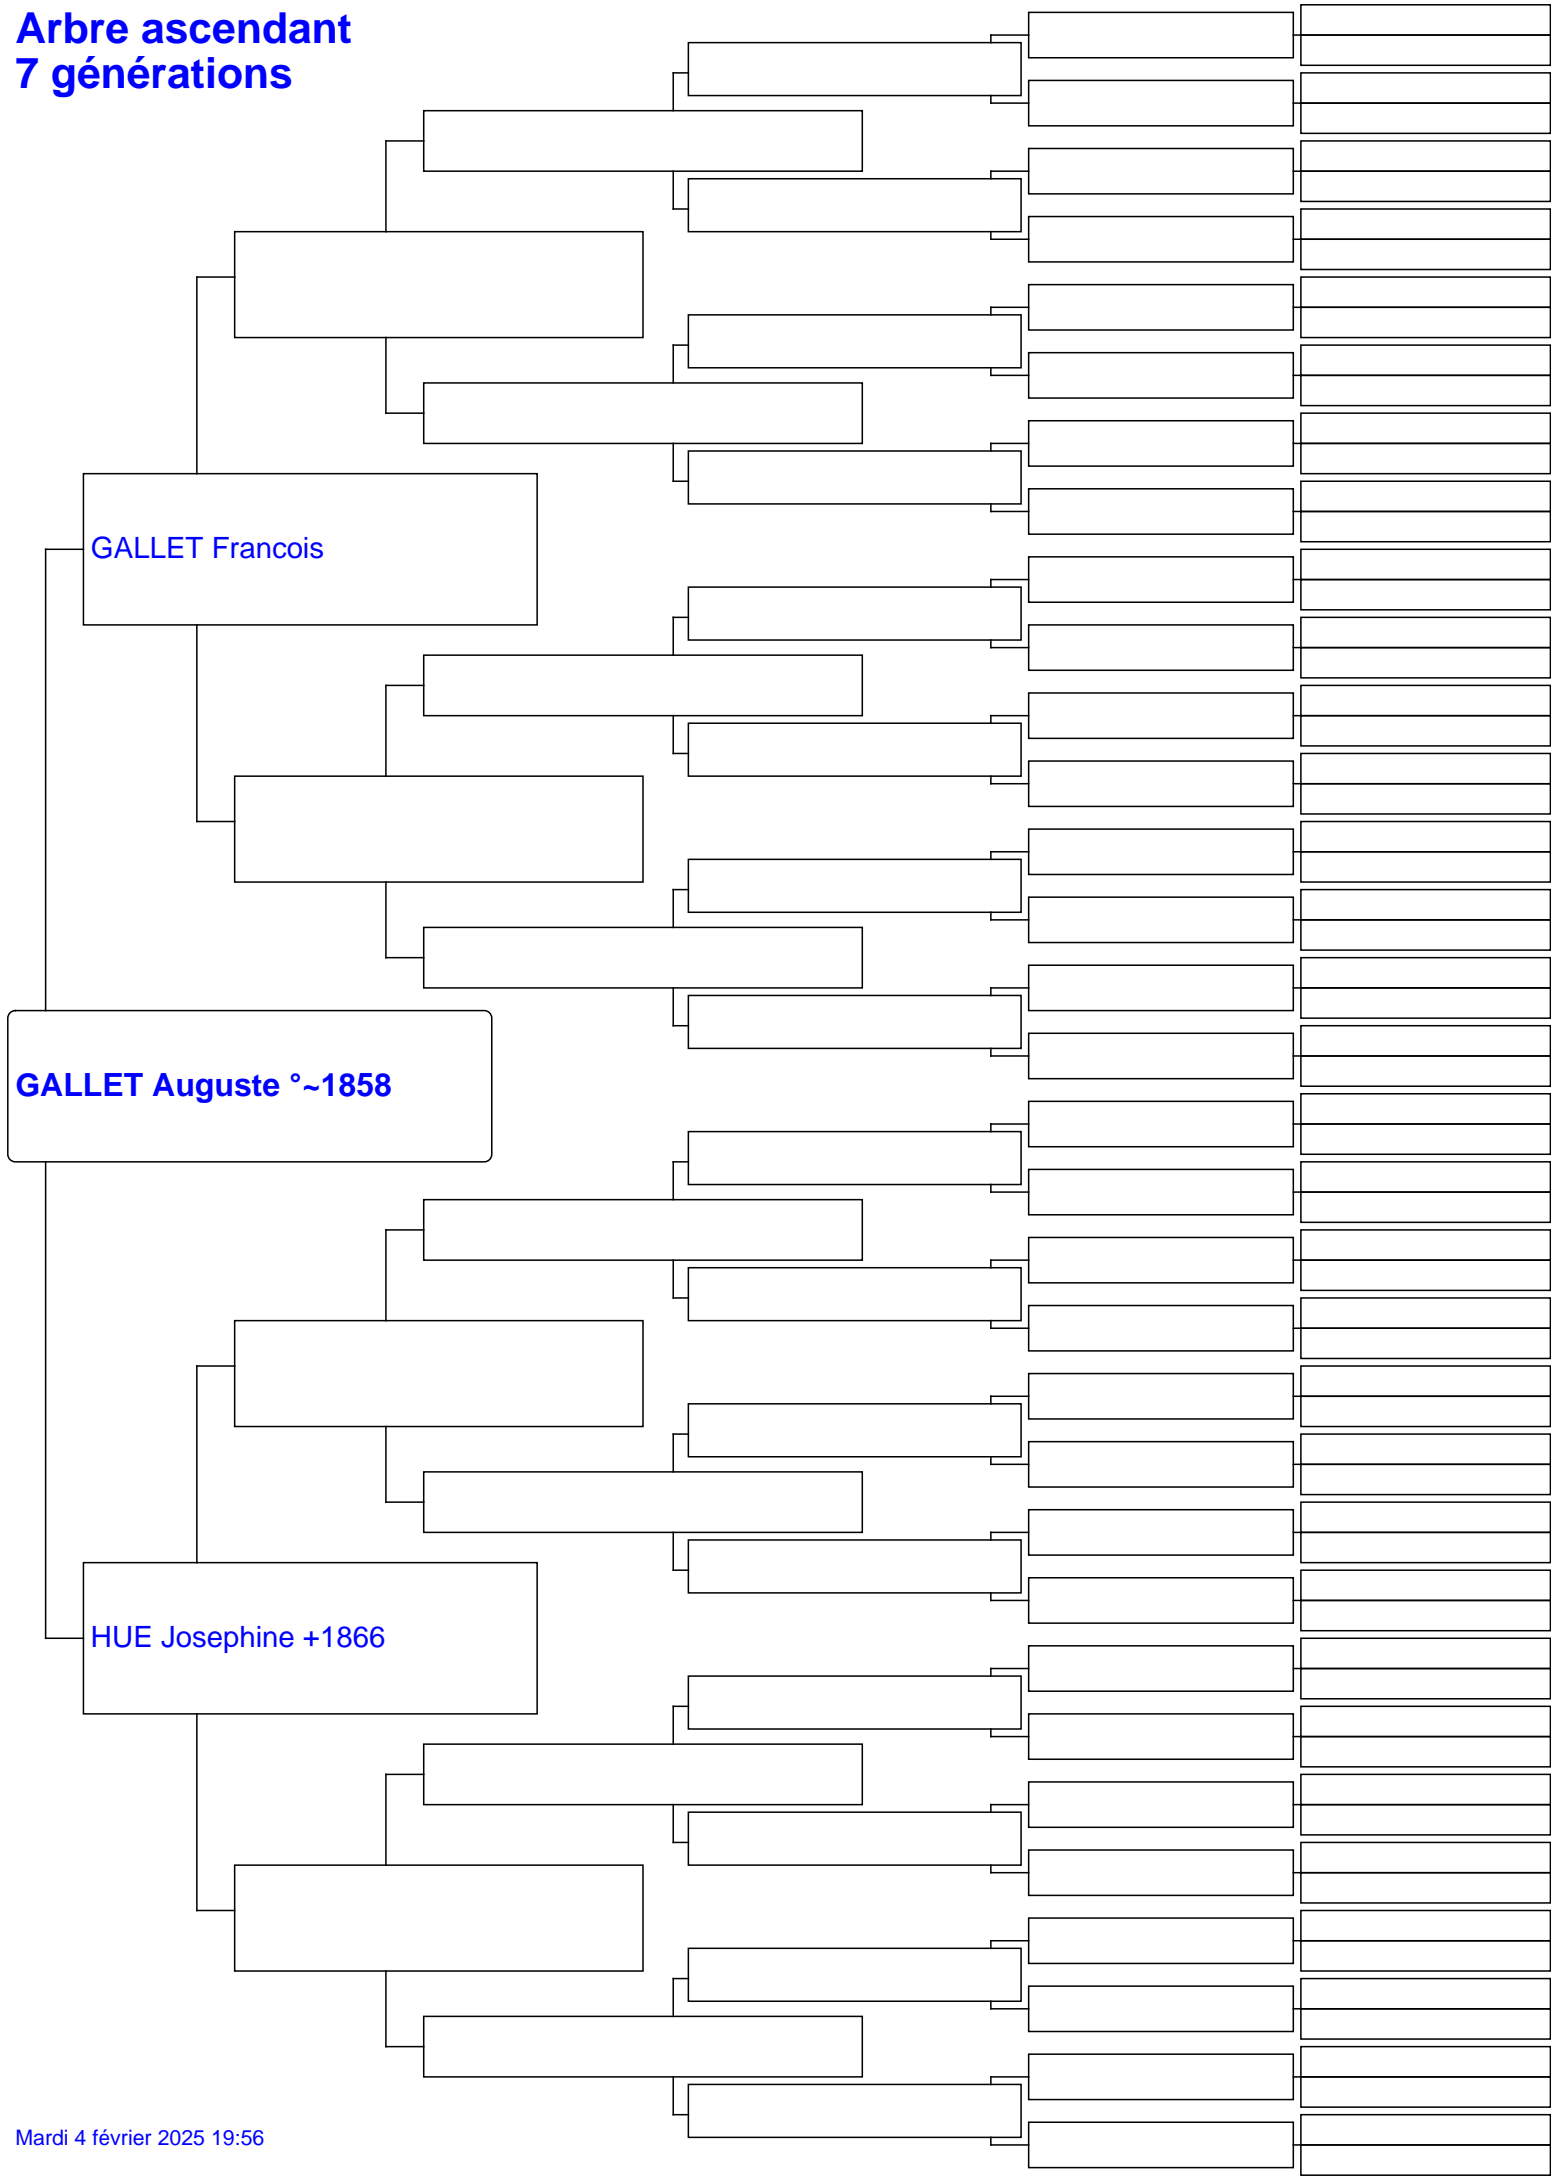 Arbre ascendant
7 générations
GALLET Francois
GALLET Auguste °~1858
HUE Josephine +1866
Mardi 4 février 2025 19:56